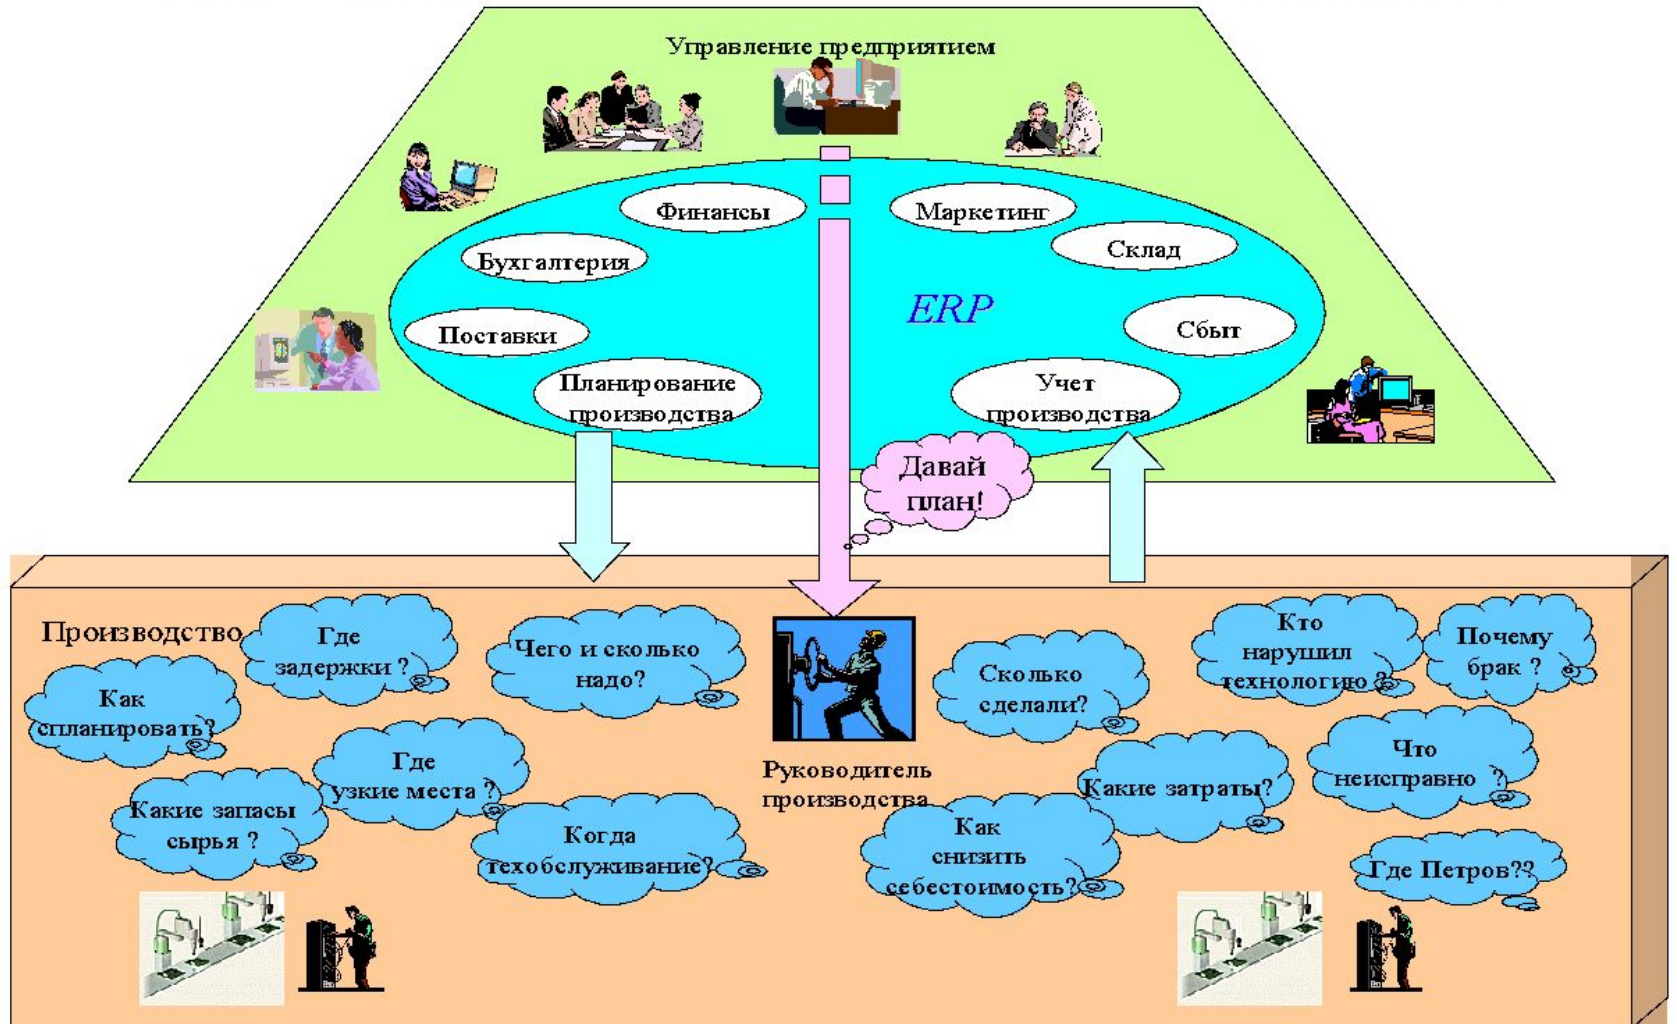 Управление предприятием
Финансы
Маркетинг
Бухгалтерия
Склад
ERP
Поставки
Сбыт
Планирование
производства
Учет
производства
Давай
план!
Производство
Где
задержки ?
Чего и сколько
надо?
Кто
нарушил
технологию ?
Почему
брак ?
Как
спланировать?
Сколько
сделали?
Где
узкие места ?
Что
неисправно ?
Руководитель
производства
Какие затраты?
Какие запасы
сырья ?
Когда
техобслуживание?
Как
снизить
себестоимость?
Где Петров??